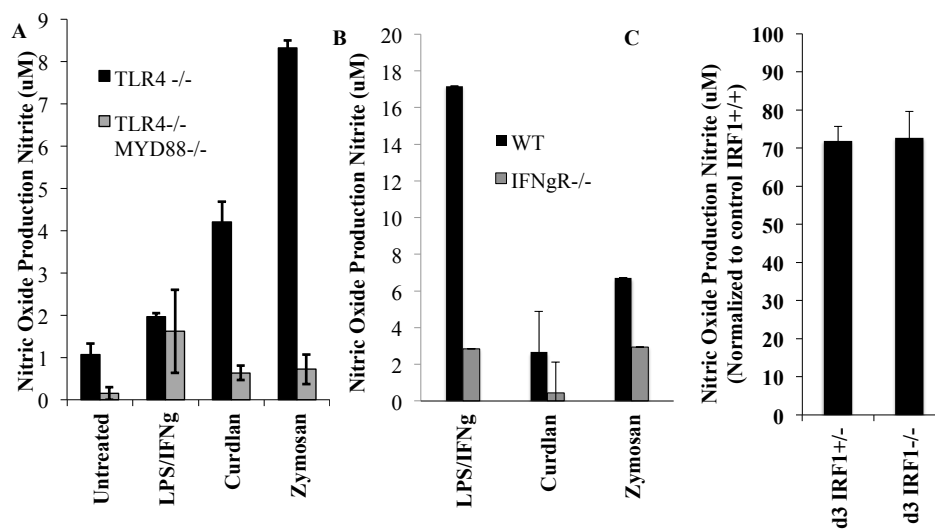 A
Nitric Oxide Production Nitrite (uM)
9
8
7
6
5
4
3
2
1
0
TLR4 -/-
TLR4-/-
MYD88-/-
Untreated
LPS/IFNg
Curdlan
Zymosan
B
Nitric Oxide Production Nitrite (uM)
20
18
16
14
12
10
8
6
4
2
0
WT
IFNgR-/-
LPS/IFNg
Curdlan
Zymosan
C
Nitric Oxide Production Nitrite (uM)
(Normalized to control IRF1+/+)
100
90
80
70
60
50
40
30
20
10
0
d3 IRF1+/-
d3 IRF1-/-